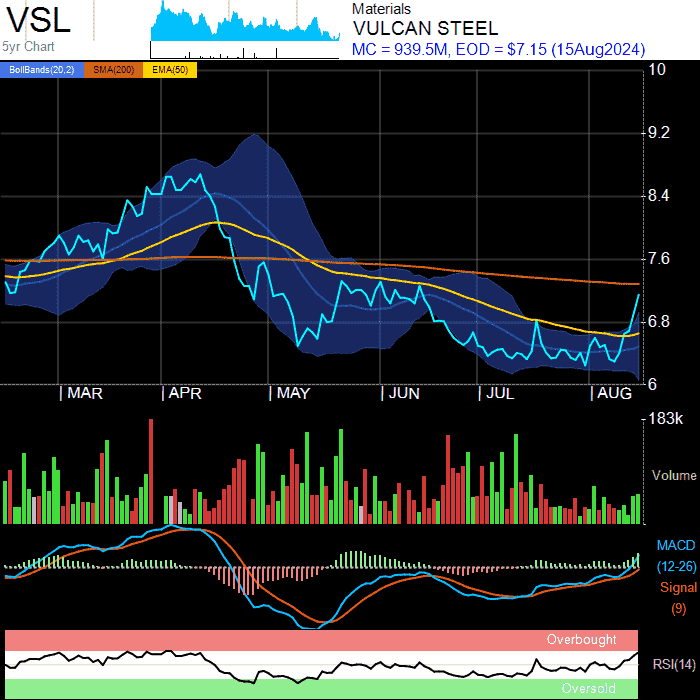 VSL
5yr Chart
Materials
VULCAN STEEL
MC = 939.5M, EOD = $7.15 (15Aug2024)
BollBands(20,2) SMA(200) EMA(50)
10
9.2
8.4
7.6
6.8
6
MAR APR MAY JUN JUL AUG
183k
Volume
MACD
(12-26)
Signal
(9)
Overbought
RSI(14)
Oversold